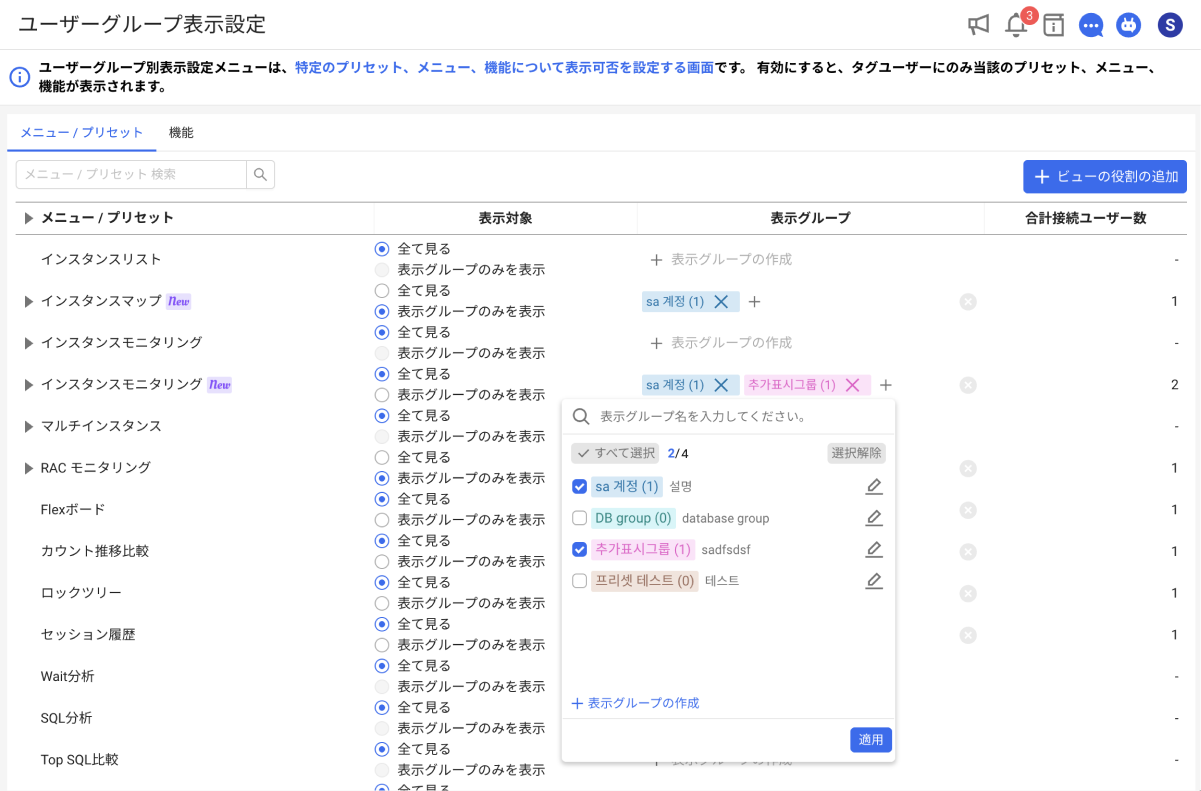 ユーザーグループ表示設定
3
S
ユーザーグループ別表示設定メニューは、特定のプリセット、メニュー、機能について表示可否を設定する画面です。 有効にすると、タグユーザーにのみ当該のプリセット、メニュー、
機能が表示されます。
メニュー / プリセット 機能
メニュー / プリセット 検索
ビューの役割の追加
メニュー / プリセット 表示対象 表示グループ 合計接続ユーザー数
インスタンスリスト 全て見る 表示グループのみを表示 + 表示グループの作成 -
インスタンスマップ New 全て見る 表示グループのみを表示 sa 계정 (1) 1
インスタンスモニタリング 全て見る 表示グループのみを表示 + 表示グループの作成 -
インスタンスモニタリング New 全て見る 表示グループのみを表示 sa 계정 (1) 추가표시그룹 (1) 2
マルチインスタンス 全て見る 表示グループのみを表示 -
RAC モニタリング 全て見る 表示グループのみを表示 1
Flexボード 全て見る 表示グループのみを表示 1
カウント推移比較 全て見る 表示グループのみを表示 1
ロックツリー 全て見る 表示グループのみを表示 1
セッション履歴 全て見る 表示グループのみを表示 1
Wait分析 全て見る 表示グループのみを表示 -
SQL分析 全て見る 表示グループのみを表示 -
Top SQL比較 全て見る 表示グループのみを表示 -
全て見る
表示グループ名を入力してください。
すべて選択 2/4 選択解除
sa 계정 (1) 설명
DB group (0) database group
추가표시그룹 (1) sadfsdsf
프리셋 테스트 (0) 테스트
+ 表示グループの作成
適用